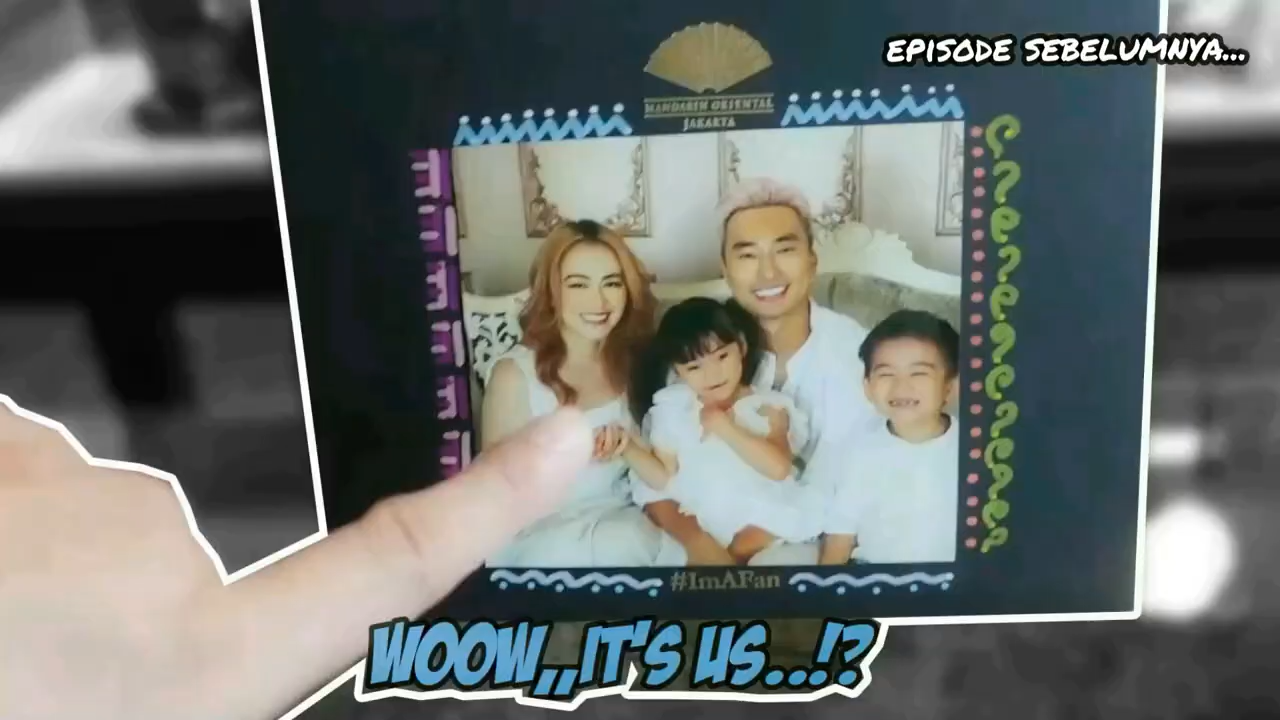 EPISODE SEBELUMNYA...
MANDARIN ORIENTAL
JAKARTA
#ImAFan
WOOW,,IT'S US..!?